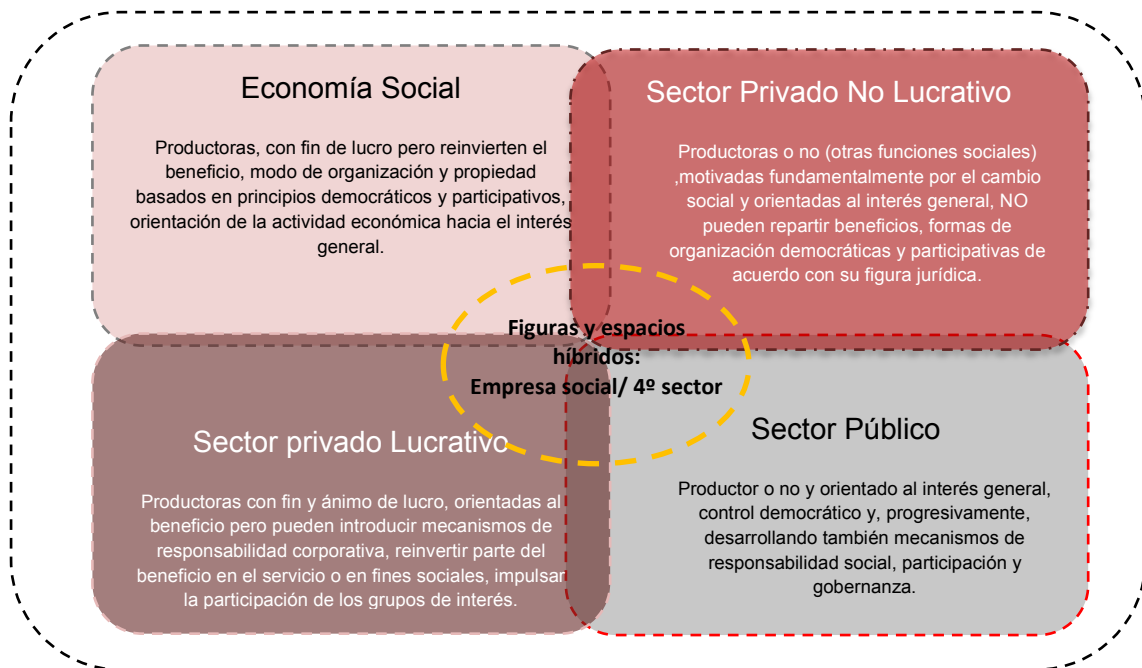 Economía Social
Productoras, con fin de lucro pero reinvierten el
beneficio, modo de organización y propiedad
basados en principios democráticos y participativos,
orientación de la actividad económica hacia el interés
general.
Sector Privado No Lucrativo
Productoras o no (otras funciones sociales)
,motivadas fundamentalmente por el cambio
social y orientadas al interés general, NO
pueden repartir beneficios, formas de
organización democráticas y participativas de
acuerdo con su figura jurídica.
Figuras y espacios
híbridos:
Empresa social/ 4º sector
Sector privado Lucrativo
Productoras con fin y ánimo de lucro, orientadas al
beneficio pero pueden introducir mecanismos de
responsabilidad corporativa, reinvertir parte del
beneficio en el servicio o en fines sociales, impulsar
la participación de los grupos de interés.
Sector Público
Productor o no y orientado al interés general,
control democrático y, progresivamente,
desarrollando también mecanismos de
responsabilidad social, participación y
gobernanza.